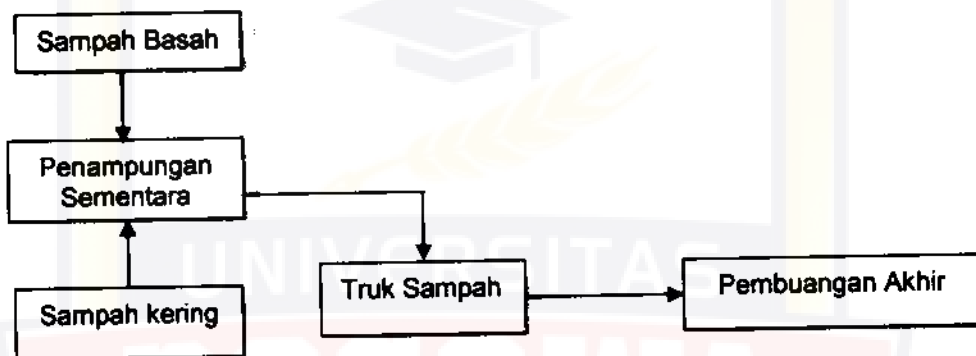 Sampah Basah
Penampungan
Sementara
UNIVERSITAS
Truk Sampah
Pembuangan Akhir
Sampah kering